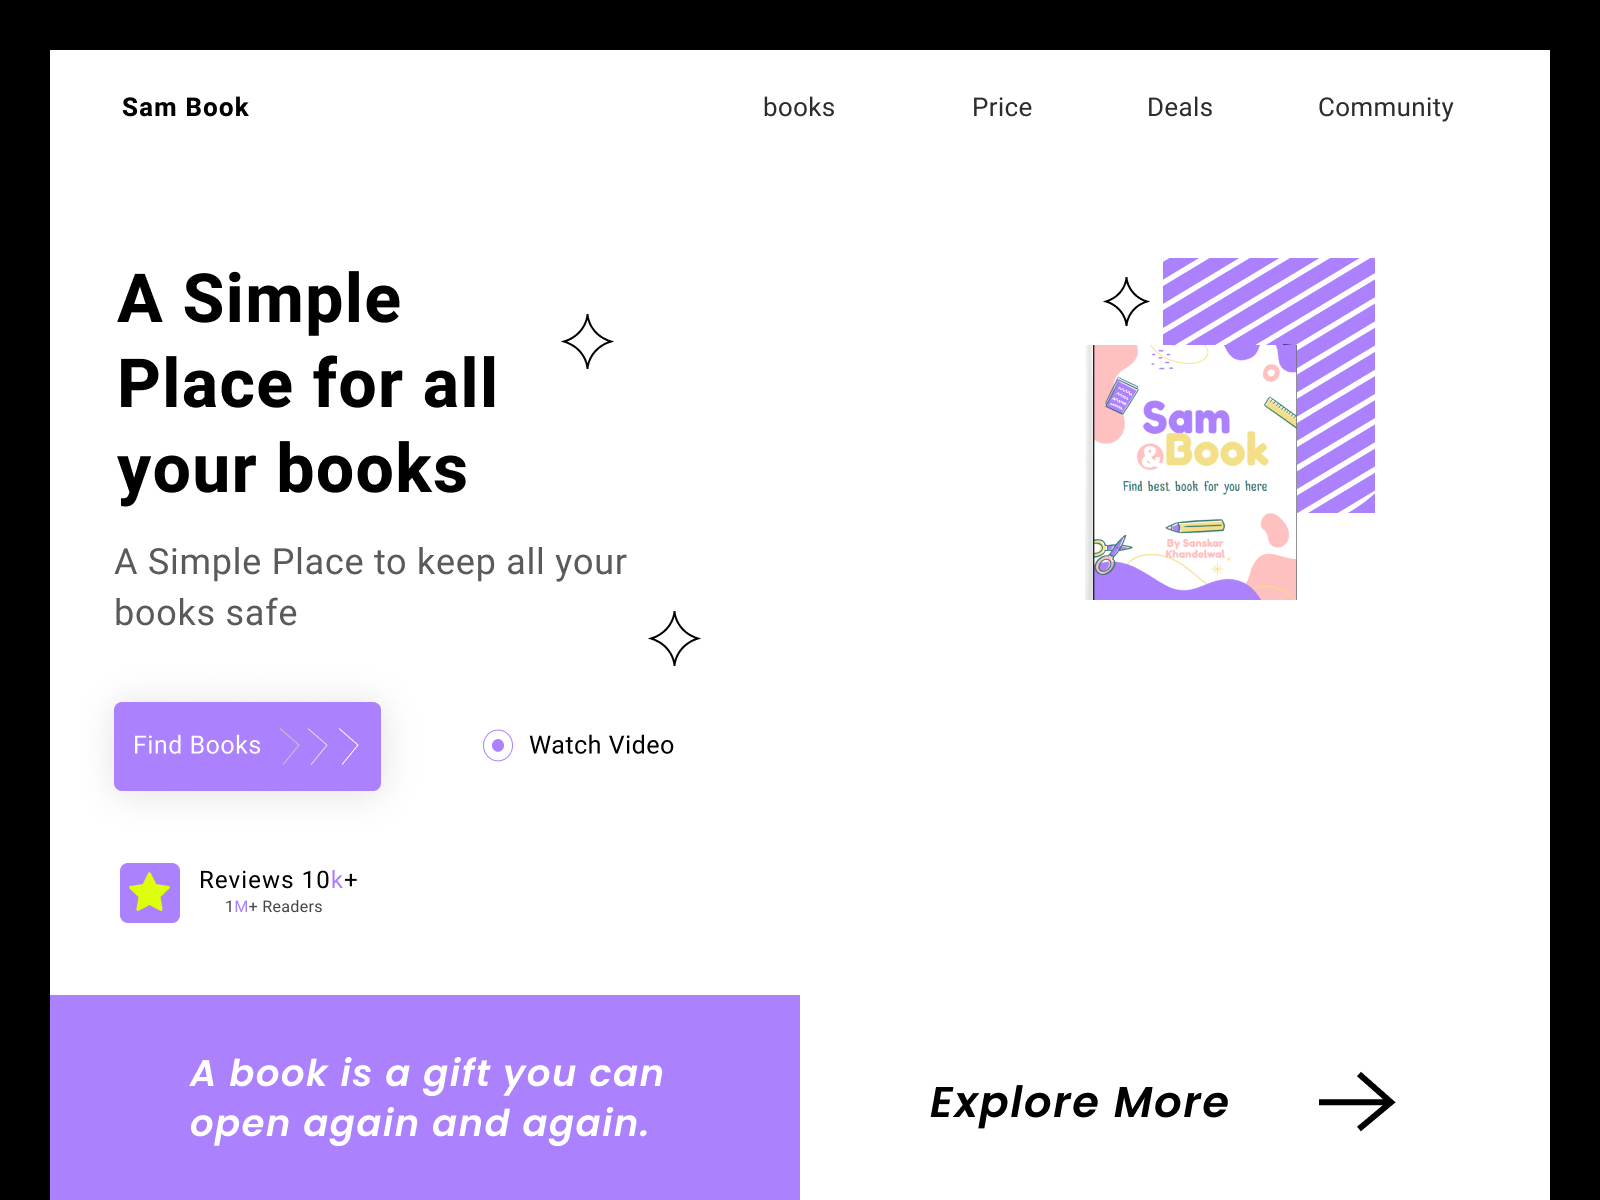 Sam Book
books
Price
Deals
Community
A Simple
Place for all
your books
A Simple Place to keep all your
books safe
Find Books
Watch Video
Reviews 10k+
1M+ Readers
Sam
&Book
Find best book for you here
By Sanskar
Khandelwal
A book is a gift you can
open again and again.
Explore More